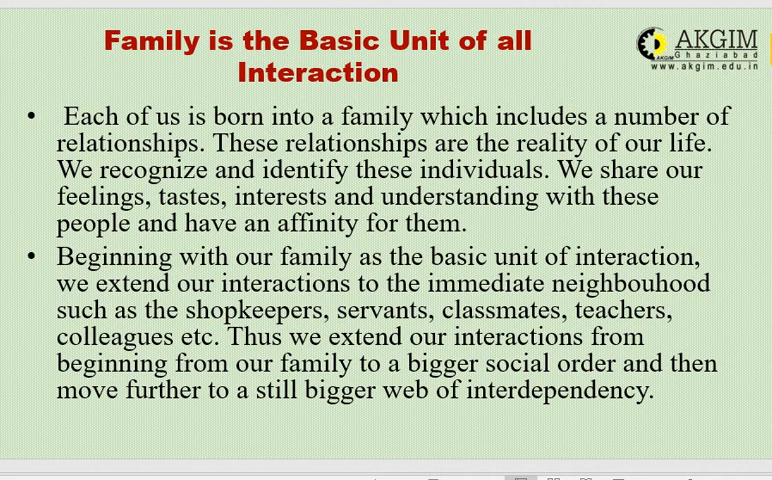 Family is the Basic Unit of all
Interaction
AKGIM
Ghaziabad
AKGIM
www.akgim.edu.in
• Each of us is born into a family which includes a number of
relationships. These relationships are the reality of our life.
We recognize and identify these individuals. We share our
feelings, tastes, interests and understanding with these
people and have an affinity for them.
• Beginning with our family as the basic unit of interaction,
we extend our interactions to the immediate neighbouhood
such as the shopkeepers, servants, classmates, teachers,
colleagues etc. Thus we extend our interactions from
beginning from our family to a bigger social order and then
move further to a still bigger web of interdependency.